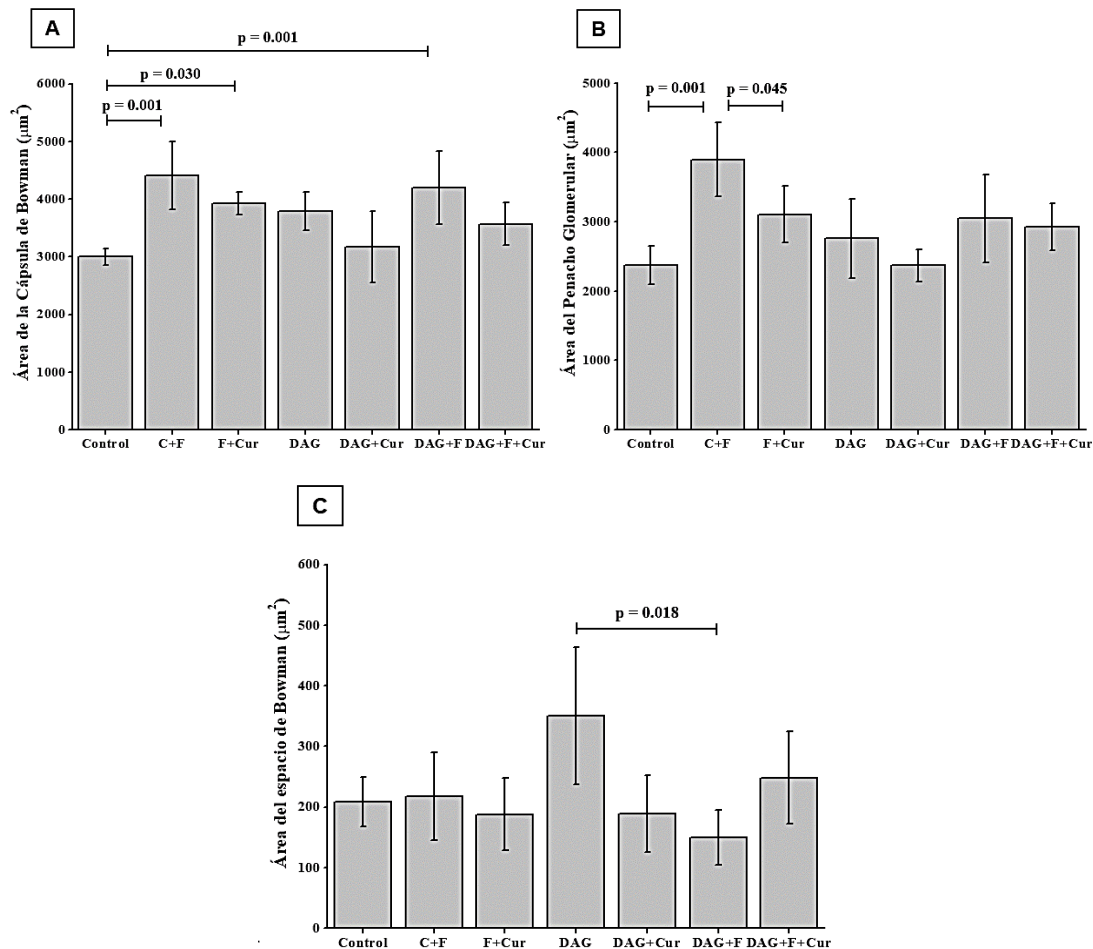 A
p = 0.001
p = 0.030
p = 0.001
Área de la Cápsula de Bowman (µm²)
6000
5000
4000
3000
2000
1000
0
Control C+F F+Cur DAG DAG+Cur DAG+F DAG+F+Cur
B
p = 0.001 p = 0.045
Área del Penacho Glomerular (µm²)
5000
4000
3000
2000
1000
0
Control C+F F+Cur DAG DAG+Cur DAG+F DAG+F+Cur
C
p = 0.018
Área del espacio de Bowman (µm²)
600
500
400
300
200
100
0
Control C+F F+Cur DAG DAG+Cur DAG+F DAG+F+Cur